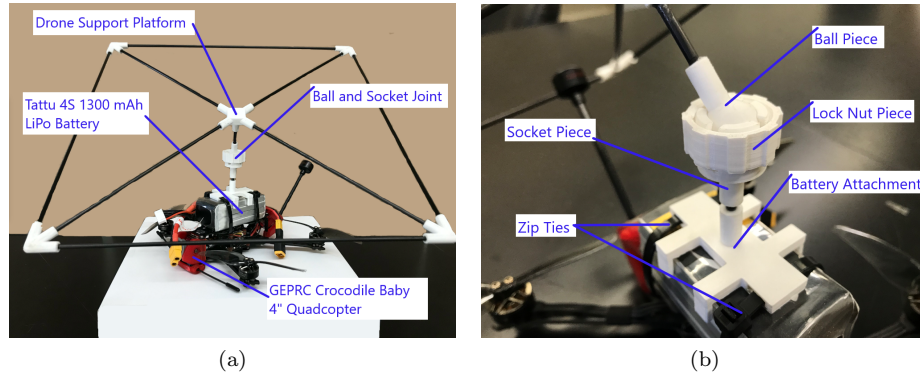 Drone Support Platform
Tattu 4S 1300 mAh
LiPo Battery
Ball and Socket Joint
GEPRC Crocodile Baby
4" Quadcopter
(a)
Ball Piece
Lock Nut Piece
Socket Piece
Battery Attachment
Zip Ties
(b)